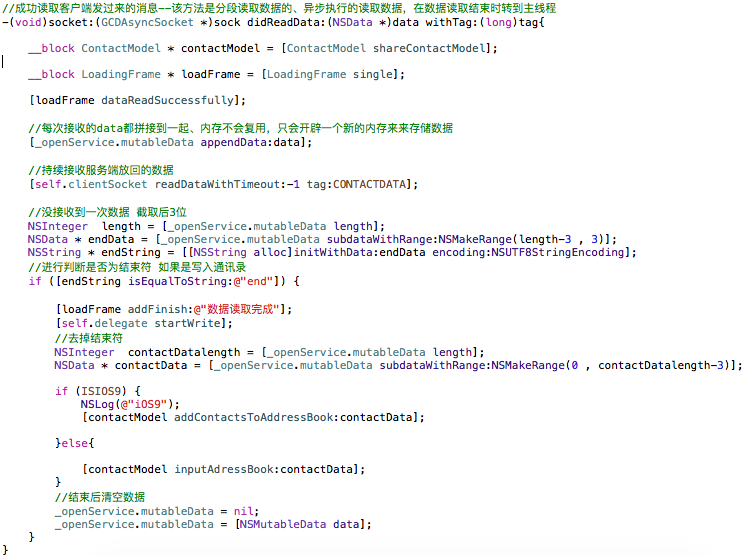 //成功读取客户端发过来的消息--该方法是分段读取数据的、异步执行的读取数据，在数据读取结束时转到主线程
-(void)socket:(GCDAsyncSocket *)sock didReadData:(NSData *)data withTag:(long)tag{
__block ContactModel * contactModel = [ContactModel shareContactModel];
__block LoadingFrame * loadFrame = [LoadingFrame single];
[loadFrame dataReadSuccessfully];
//每次接收的data都拼接到一起、内存不会复用，只会开辟一个新的内存来来存储数据
[_openService.mutableData appendData:data];
//持续接收服务端放回的数据
[self.clientSocket readDataWithTimeout:-1 tag:CONTACTDATA];
//没接收到一次数据 截取后3位
NSInteger  length = [_openService.mutableData length];
NSData * endData = [_openService.mutableData subdataWithRange:NSMakeRange(length-3 , 3)];
NSString * endString = [[NSString alloc]initWithData:endData encoding:NSUTF8StringEncoding];
//进行判断是否为结束符 如果是写入通讯录
if ([endString isEqualToString:@"end"]) {
[loadFrame addFinish:@"数据读取完成"];
[self.delegate startWrite];
//去掉结束符
NSInteger  contactDatalength = [_openService.mutableData length];
NSData * contactData = [_openService.mutableData subdataWithRange:NSMakeRange(0 , contactDatalength-3)];
if (ISIOS9) {
NSLog(@"iOS9");
[contactModel addContactsToAddressBook:contactData];
}else{
[contactModel inputAdressBook:contactData];
}
//结束后清空数据
_openService.mutableData = nil;
_openService.mutableData = [NSMutableData data];
}
}